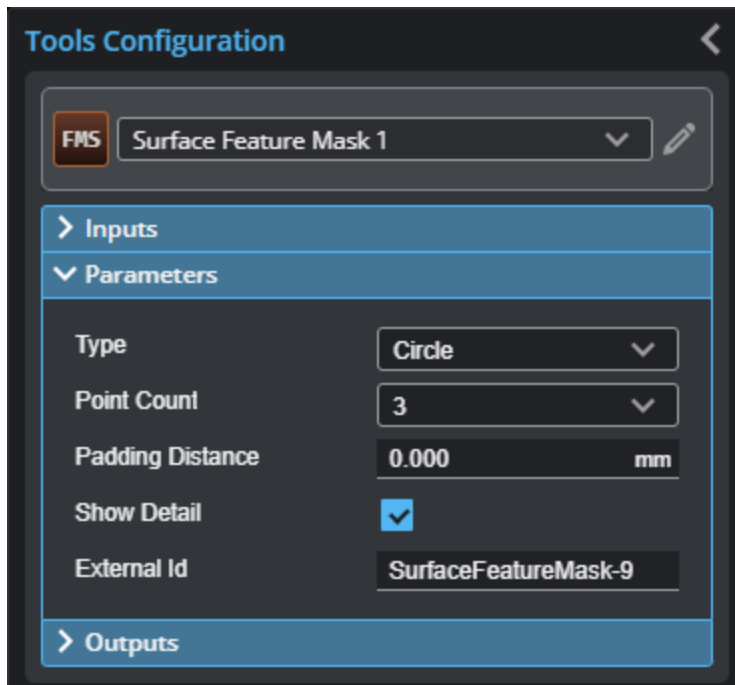 Tools Configuration
FMS Surface Feature Mask 1
Inputs
Parameters
Type Circle
Point Count 3
Padding Distance 0.000 mm
Show Detail
External Id SurfaceFeatureMask-9
Outputs